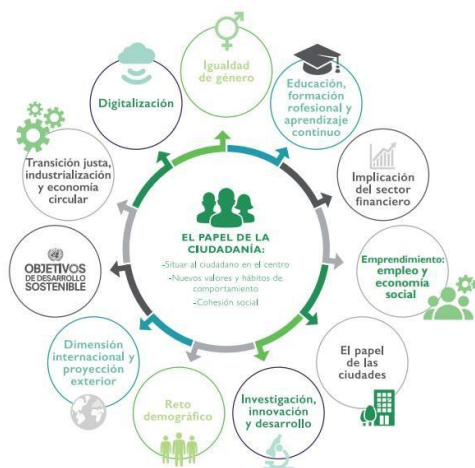 Igualdad
de género
Educación,
formación
rofesional y
aprendizaje
continuo
Implicación
del sector
financiero
Emprendimiento:
empleo y
economía
social
El papel
de las
ciudades
Investigación,
innovación
y desarrollo
Reto
demográfico
Dimensión
internacional y
proyección
exterior
OBJETIVOS
DE DESARROLLO
SOSTENIBLE
Transición justa,
industrialización
y economía
circular
Digitalización
EL PAPEL DE LA
CIUDADANÍA:
-Situar al ciudadano en el centro
-Nuevos valores y hábitos de
comportamiento
-Cohesión social